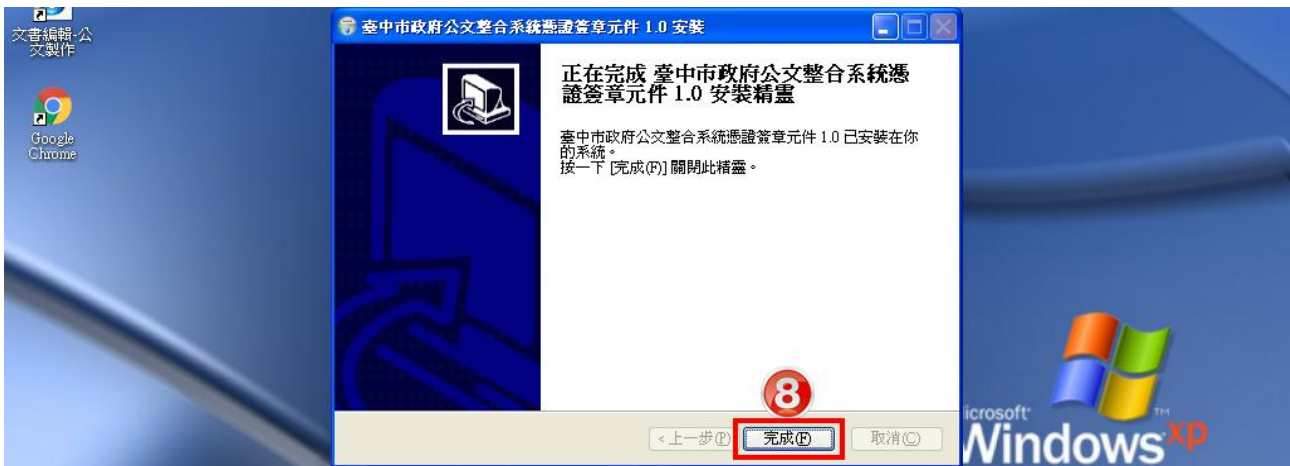 文書編輯-公
文製作
Google
Chrome
臺中市政府公文整合系統憑證簽章元件 1.0 安裝
正在完成 臺中市政府公文整合系統憑
證簽章元件 1.0 安裝精靈
臺中市政府公文整合系統憑證簽章元件 1.0 已安裝在你
的系統。
按一下 [完成(F)] 關閉此精靈。
8
<上一步(P)
完成(F)
取消(C)
icrosoft
Windows xp
TM